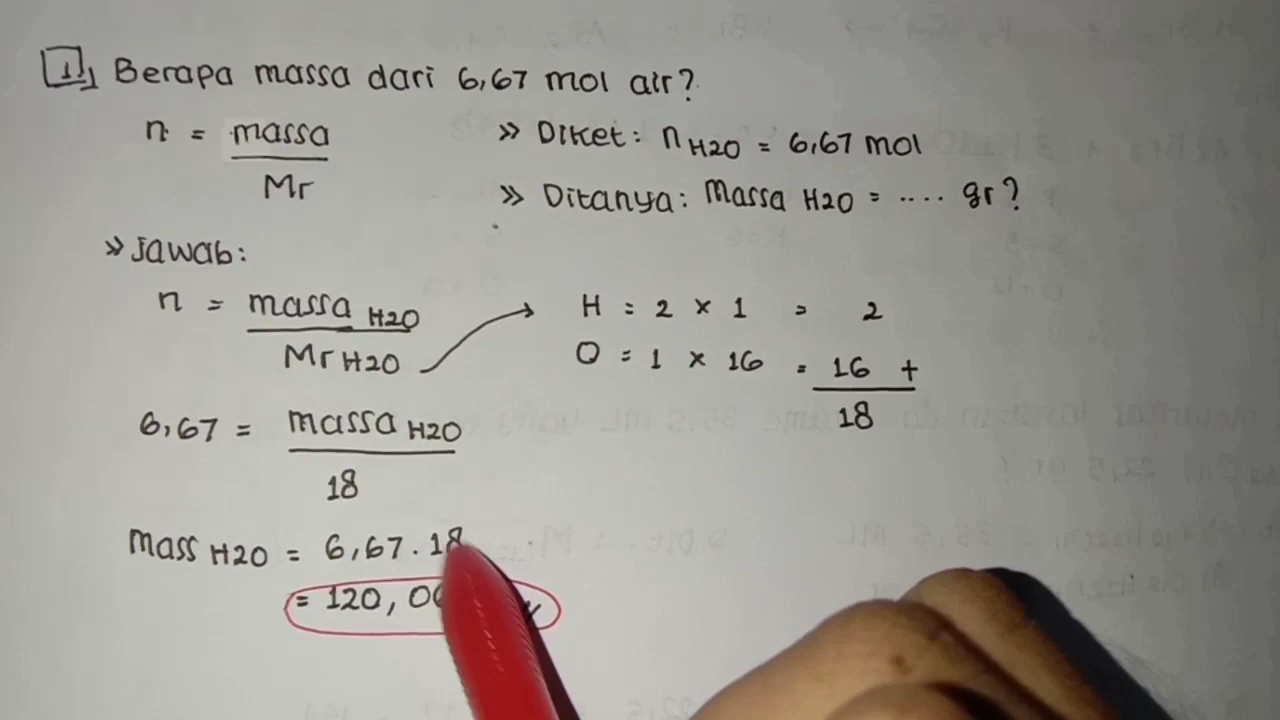 1,, Berapa massa dari 6,67 mol air?
n = massa
Mr
>> Diket: n H2O = 6,67 mol
>> Ditanya: Massa H2O = .... gr?
>> Jawab:
n = massa H2O
Mr H2O
H = 2 x 1 = 2
O = 1 x 16 = 16 +
18
6,67 = massa H2O
18
Mass H2O = 6,67 . 18
= 120,0